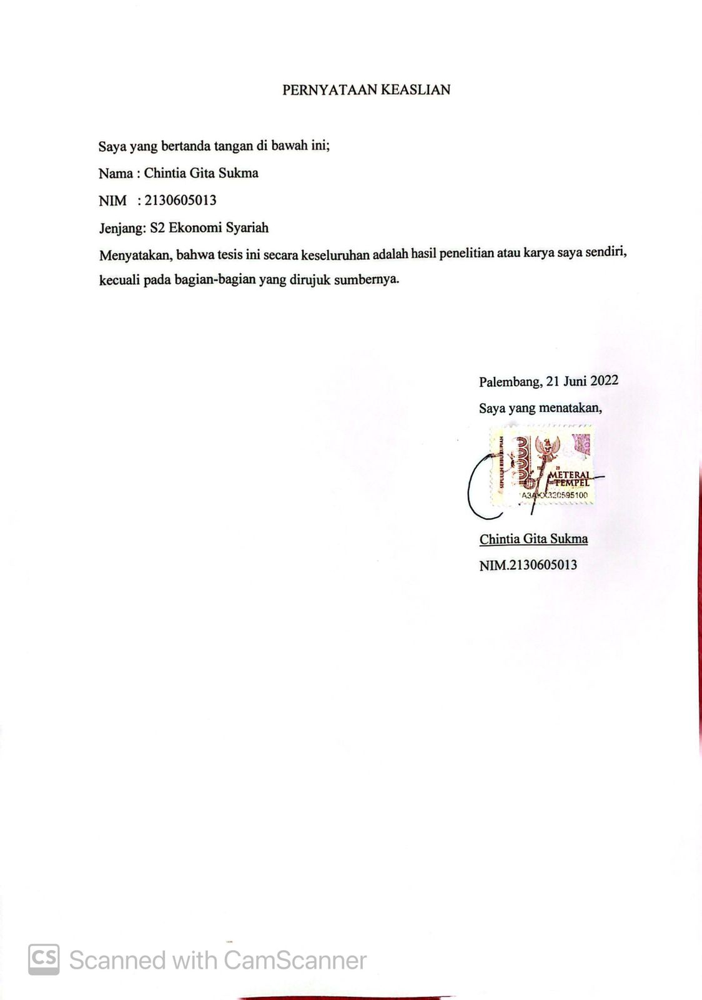 PERNYATAAN KEASLIAN
Saya yang bertanda tangan di bawah ini;
Nama : Chintia Gita Sukma
NIM : 2130605013
Jenjang: S2 Ekonomi Syariah
Menyatakan, bahwa tesis ini secara keseluruhan adalah hasil penelitian atau karya saya sendiri,
kecuali pada bagian-bagian yang dirujuk sumbernya.
Palembang, 21 Juni 2022
Saya yang menatakan,
SEPULUH RIBU RUPIAH
METERAI
TEMPEL
Chintia Gita Sukma
NIM.2130605013
CS Scanned with CamScanner